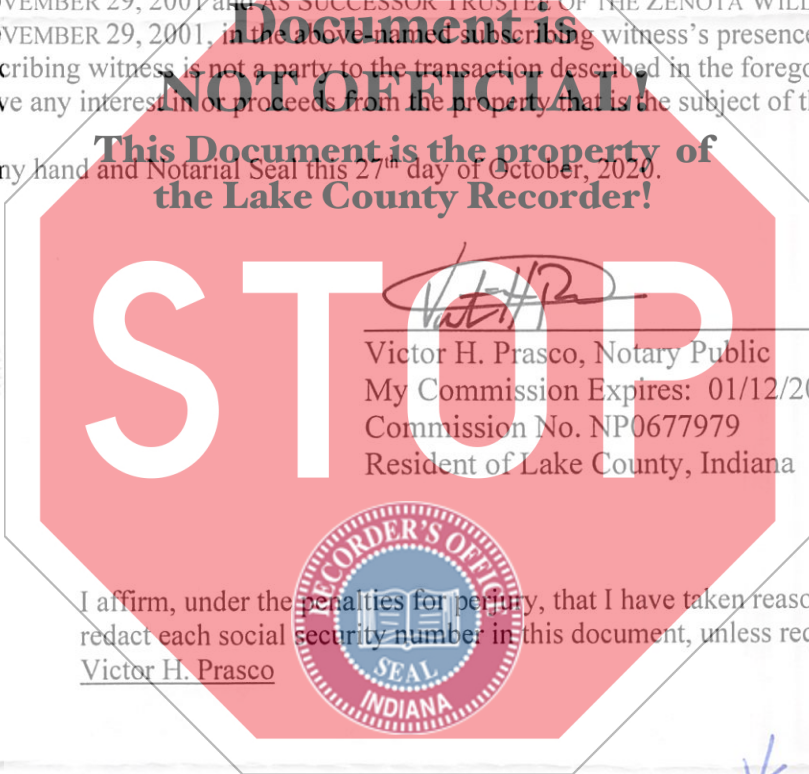 VEMBER 29, 2001 and AS SUCCESSOR TRUSTEE OF THE ZENOTA WILL
Document is
VEMBER 29, 2001, in the above-named subscribing witness's presence
cribing witness is not a party to the transaction described in the forego
NOT OFFICIAL!
ve any interest in or proceeds from the property that is the subject of t
This Document is the property of
ny hand and Notarial Seal this 27th day of October, 2020.
the Lake County Recorder!
STOP
Victor H. Prasco, Notary Public
My Commission Expires: 01/12/20
Commission No. NP0677979
Resident of Lake County, Indiana
RECORDER'S OFFICE
SEAL
INDIANA
I affirm, under the penalties for perjury, that I have taken reaso
redact each social security number in this document, unless req
Victor H. Prasco